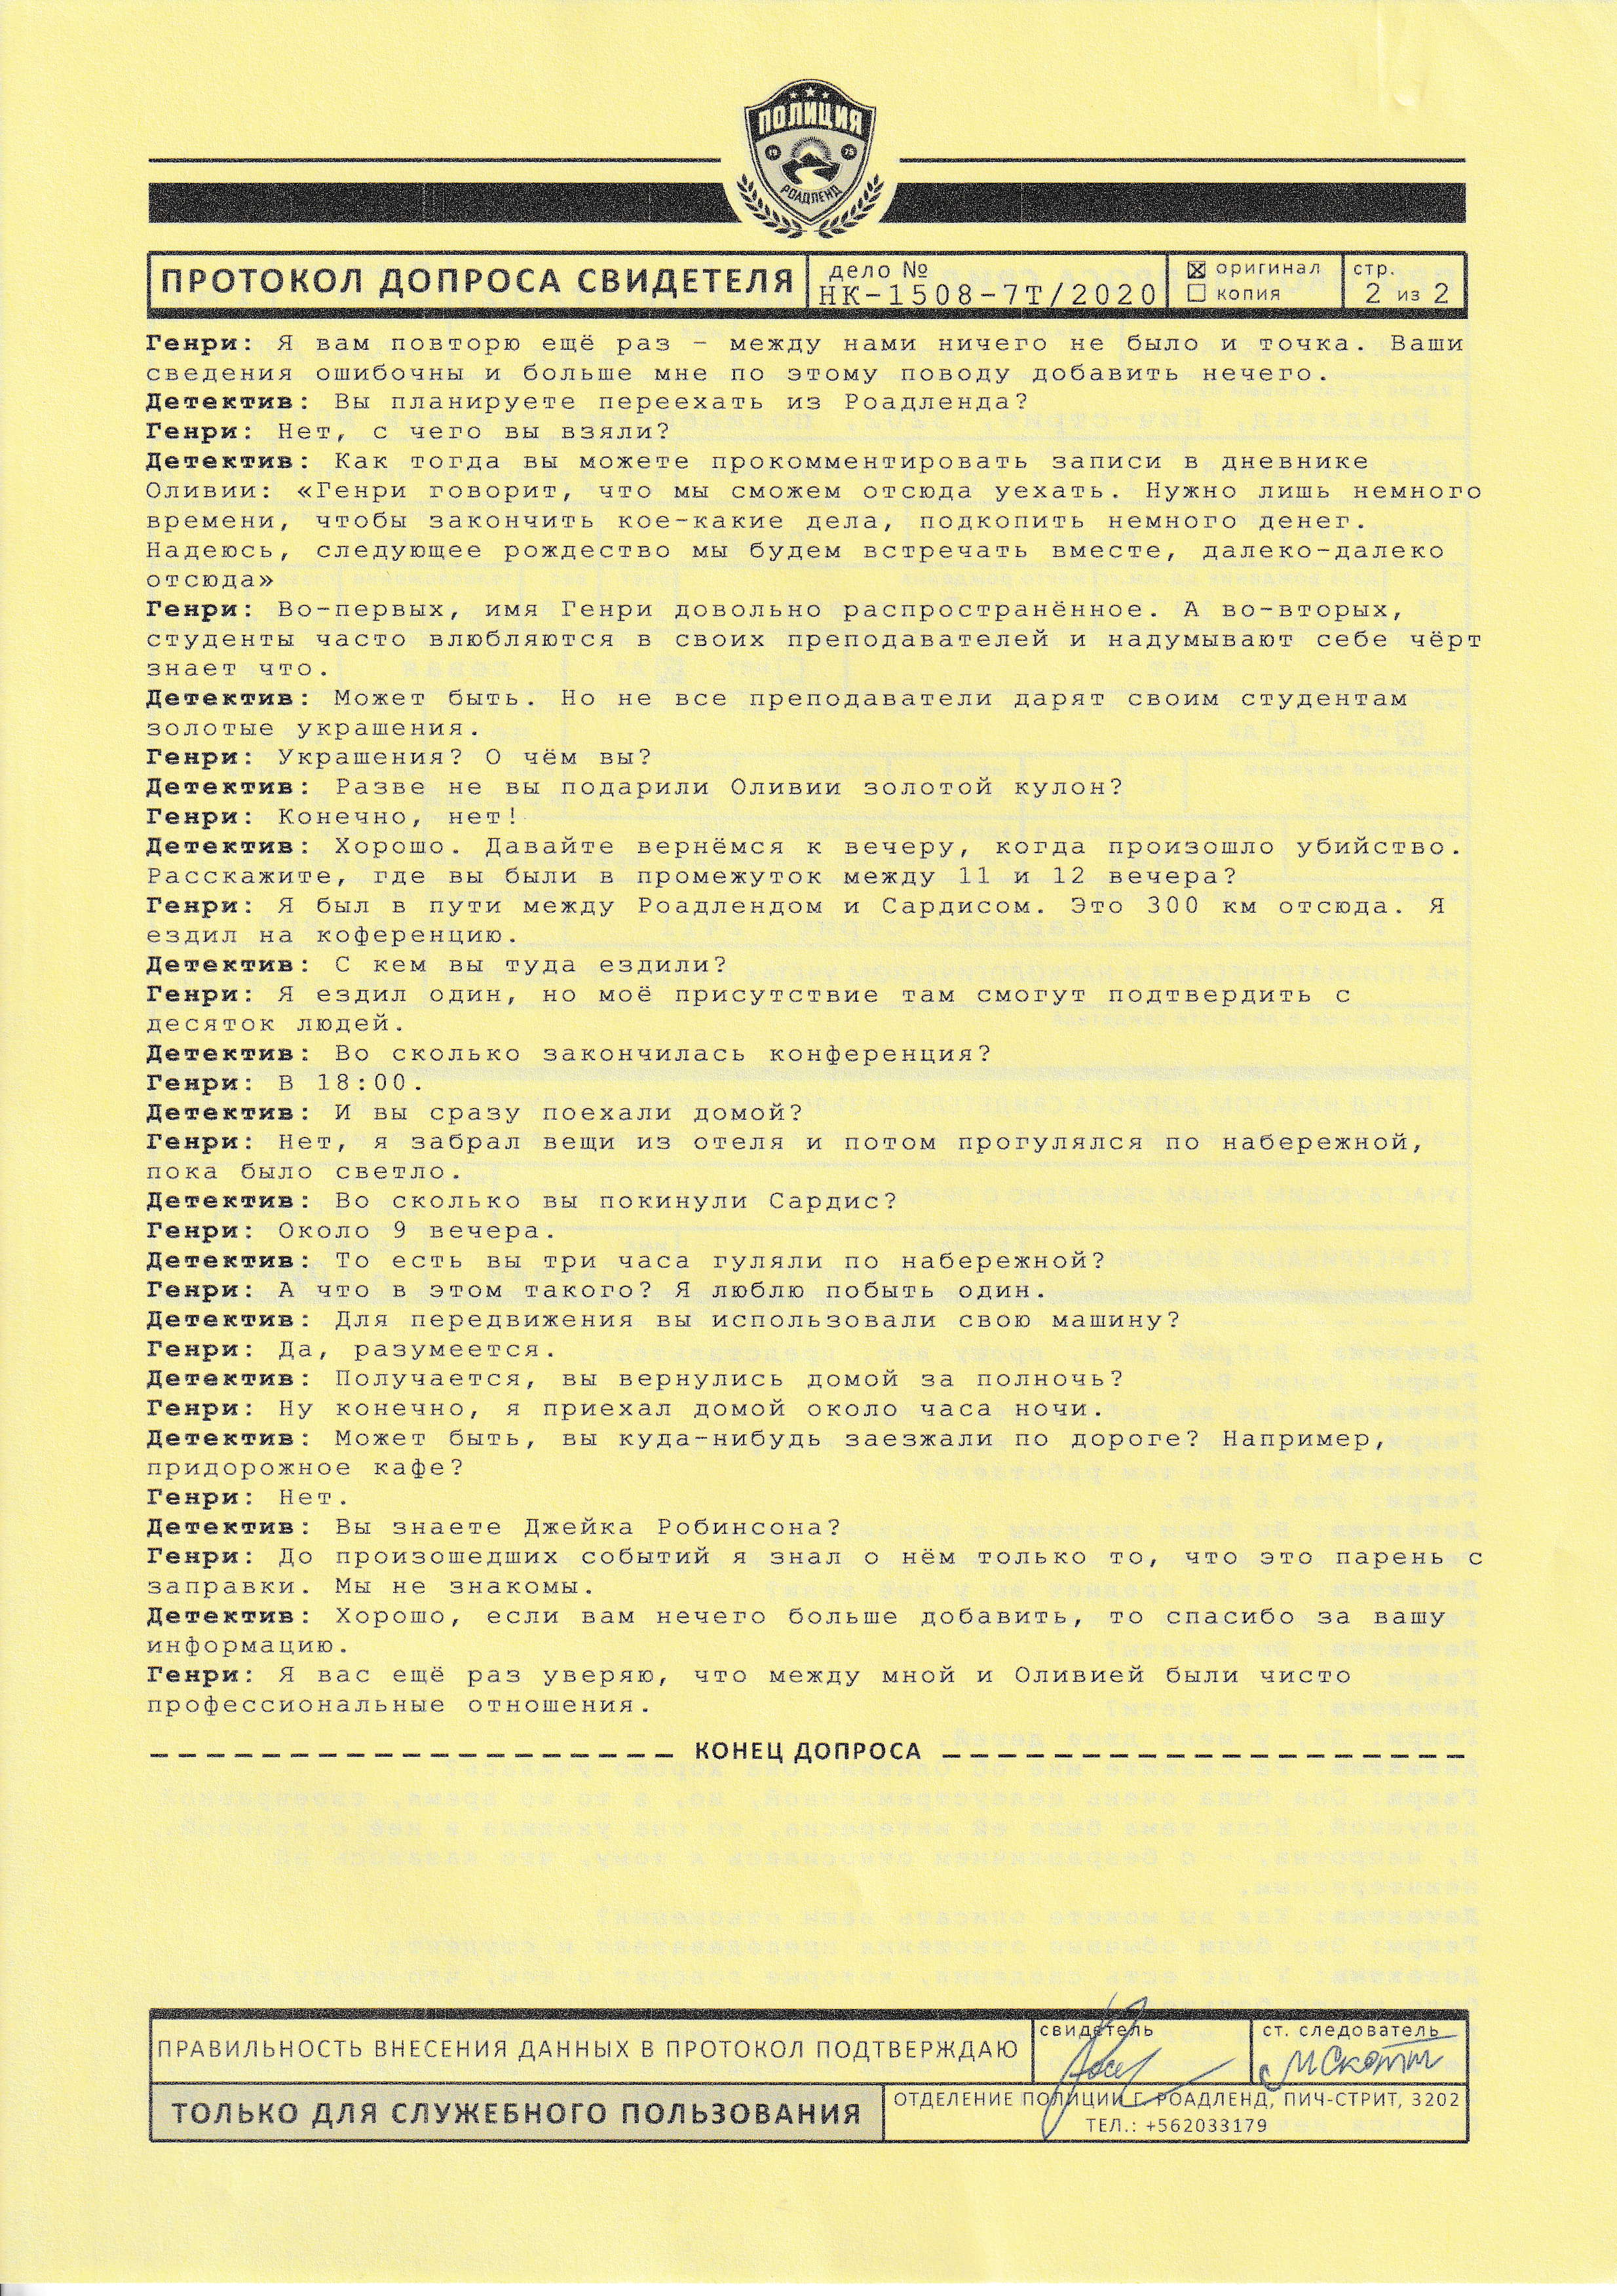 ПОЛИЦИЯ
19 75
РОАДЛЕНД
ПРОТОКОЛ ДОПРОСА СВИДЕТЕЛЯ
дело №
НК-1508-7Т/2020
оригинал
копия
стр.
2 из 2
Генри: Я вам повторю ещё раз – между нами ничего не было и точка. Ваши
сведения ошибочны и больше мне по этому поводу добавить нечего.
Детектив: Вы планируете переехать из Роадленда?
Генри: Нет, с чего вы взяли?
Детектив: Как тогда вы можете прокомментировать записи в дневнике
Оливии: «Генри говорит, что мы сможем отсюда уехать. Нужно лишь немного
времени, чтобы закончить кое-какие дела, подкопить немного денег.
Надеюсь, следующее рождество мы будем встречать вместе, далеко-далеко
отсюда»
Генри: Во-первых, имя Генри довольно распространённое. А во-вторых,
студенты часто влюбляются в своих преподавателей и надумывают себе чёрт
знает что.
Детектив: Может быть. Но не все преподаватели дарят своим студентам
золотые украшения.
Генри: Украшения? О чём вы?
Детектив: Разве не вы подарили Оливии золотой кулон?
Генри: Конечно, нет!
Детектив: Хорошо. Давайте вернёмся к вечеру, когда произошло убийство.
Расскажите, где вы были в промежуток между 11 и 12 вечера?
Генри: Я был в пути между Роадлендом и Сардисом. Это 300 км отсюда. Я
ездил на коференцию.
Детектив: С кем вы туда ездили?
Генри: Я ездил один, но моё присутствие там смогут подтвердить с
десяток людей.
Детектив: Во сколько закончилась конференция?
Генри: В 18:00.
Детектив: И вы сразу поехали домой?
Генри: Нет, я забрал вещи из отеля и потом прогулялся по набережной,
пока было светло.
Детектив: Во сколько вы покинули Сардис?
Генри: Около 9 вечера.
Детектив: То есть вы три часа гуляли по набережной?
Генри: А что в этом такого? Я люблю побыть один.
Детектив: Для передвижения вы использовали свою машину?
Генри: Да, разумеется.
Детектив: Получается, вы вернулись домой за полночь?
Генри: Ну конечно, я приехал домой около часа ночи.
Детектив: Может быть, вы куда-нибудь заезжали по дороге? Например,
придорожное кафе?
Генри: Нет.
Детектив: Вы знаете Джейка Робинсона?
Генри: До произошедших событий я знал о нём только то, что это парень с
заправки. Мы не знакомы.
Детектив: Хорошо, если вам нечего больше добавить, то спасибо за вашу
информацию.
Генри: Я вас ещё раз уверяю, что между мной и Оливией были чисто
профессиональные отношения.
КОНЕЦ ДОПРОСА
ПРАВИЛЬНОСТЬ ВНЕСЕНИЯ ДАННЫХ В ПРОТОКОЛ ПОДТВЕРЖДАЮ
свидетель
ст. следователь
МСкотт
ТОЛЬКО ДЛЯ СЛУЖЕБНОГО ПОЛЬЗОВАНИЯ
ОТДЕЛЕНИЕ ПОЛИЦИИ Г. РОАДЛЕНД, ПИЧ-СТРИТ, 3202
ТЕЛ.: +562033179